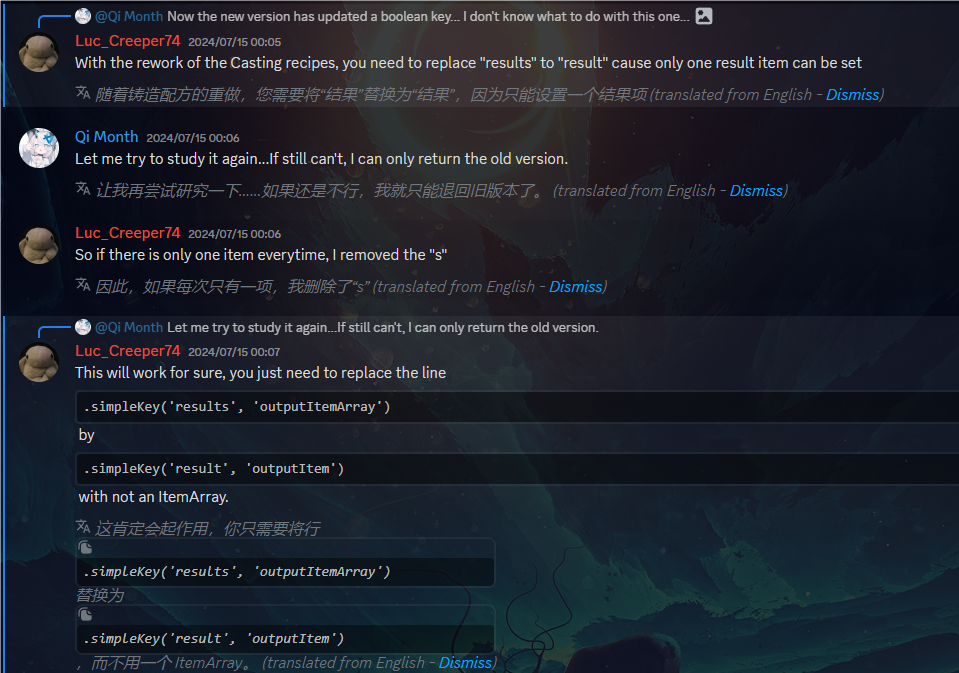 @Qi Month Now the new version has updated a boolean key... I don't know what to do with this one...
Luc_Creeper74 2024/07/15 00:05
With the rework of the Casting recipes, you need to replace "results" to "result" cause only one result item can be set
随着铸造配方的重做，您需要将“结果”替换为“结果”，因为只能设置一个结果项 (translated from English - Dismiss)
Qi Month 2024/07/15 00:06
Let me try to study it again...If still can't, I can only return the old version.
让我再尝试研究一下……如果还是不行，我就只能退回旧版本了。 (translated from English - Dismiss)
Luc_Creeper74 2024/07/15 00:06
So if there is only one item everytime, I removed the "s"
因此，如果每次只有一项，我删除了“s” (translated from English - Dismiss)
@Qi Month Let me try to study it again...If still can't, I can only return the old version.
Luc_Creeper74 2024/07/15 00:07
This will work for sure, you just need to replace the line
.simpleKey('results', 'outputItemArray')
by
.simpleKey('result', 'outputItem')
with not an ItemArray.
这肯定会起作用，你只需要将行
.simpleKey('results', 'outputItemArray')
替换为
.simpleKey('result', 'outputItem')
，而不用一个 ItemArray。 (translated from English - Dismiss)